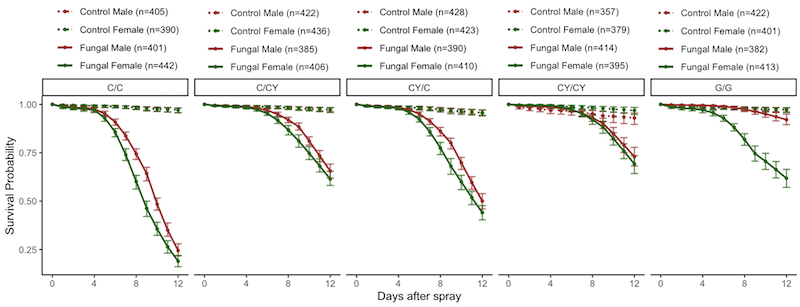 Control Male (n=405)
Control Female (n=390)
Fungal Male (n=401)
Fungal Female (n=442)
Control Male (n=422)
Control Female (n=436)
Fungal Male (n=385)
Fungal Female (n=406)
Control Male (n=428)
Control Female (n=423)
Fungal Male (n=390)
Fungal Female (n=410)
Control Male (n=357)
Control Female (n=379)
Fungal Male (n=414)
Fungal Female (n=395)
Control Male (n=422)
Control Female (n=401)
Fungal Male (n=382)
Fungal Female (n=413)
C/C
C/CY
CY/C
CY/CY
G/G
Survival Probability
1.00
0.75
0.50
0.25
0 4 8 12
0 4 8 12
0 4 8 12
0 4 8 12
0 4 8 12
Days after spray